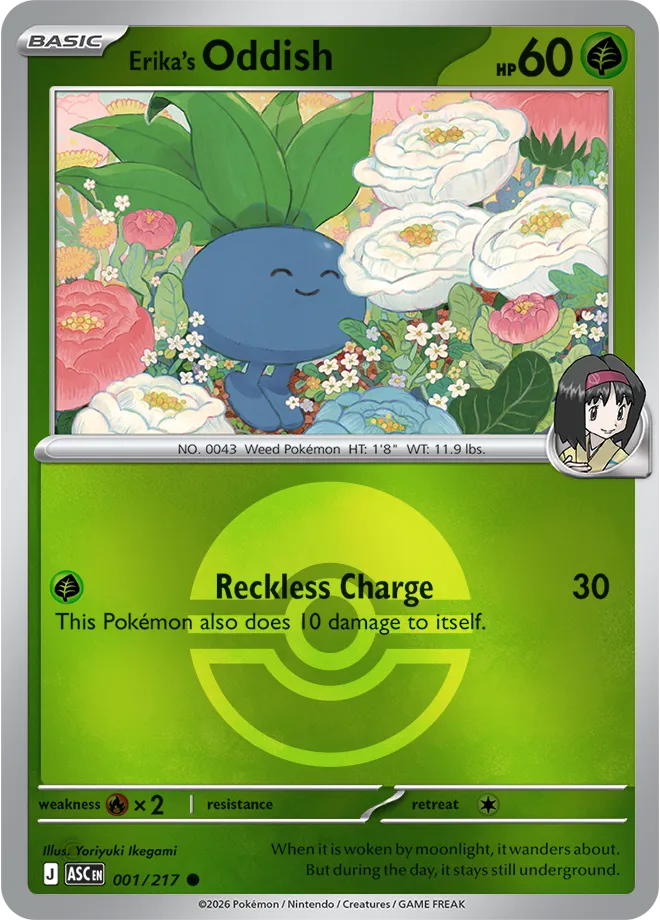 BASIC
Erika's Oddish
HP 60
NO. 0043 Weed Pokémon HT: 1'8" WT: 11.9 lbs.
Reckless Charge 30
This Pokémon also does 10 damage to itself.
weakness ×2 resistance retreat
Illus. Yoriyuki Ikegami
When it is woken by moonlight, it wanders about.
But during the day, it stays still underground.
J ASC EN 001/217
©2026 Pokémon / Nintendo / Creatures / GAME FREAK